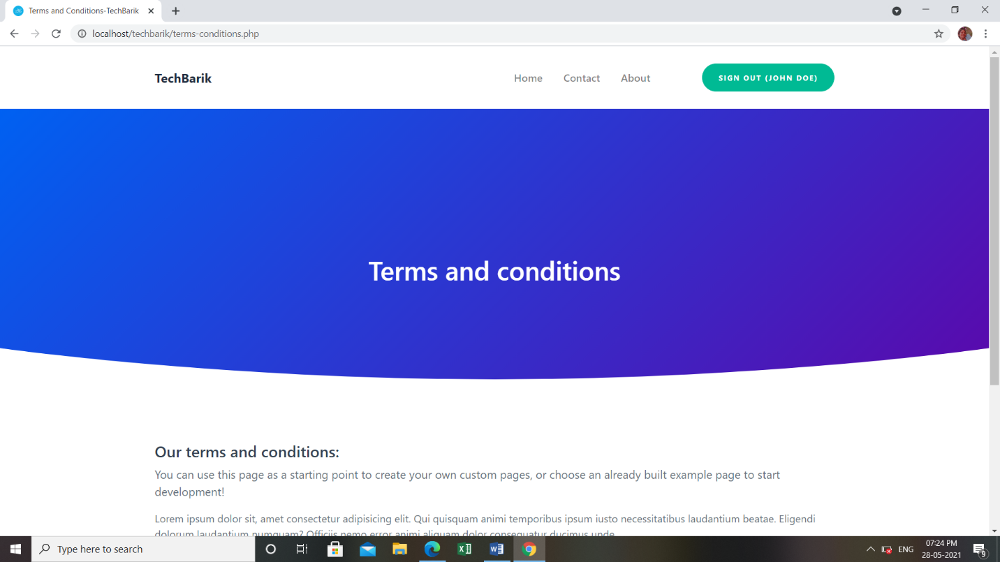 Terms and Conditions-TechBarik
localhost/techbarik/terms-conditions.php
TechBarik
Home
Contact
About
SIGN OUT (JOHN DOE)
Terms and conditions
Our terms and conditions:
You can use this page as a starting point to create your own custom pages, or choose an already built example page to start
development!
Lorem ipsum dolor sit, amet consectetur adipisicing elit. Qui quisquam animi temporibus ipsum iusto necessitatibus laudantium beatae. Eligendi
dolorum laudantium numquam? Officiis nemo error animi aliquam dolor consequatur ducimus unde.
Type here to search
ENG
07:24 PM
28-05-2021
9